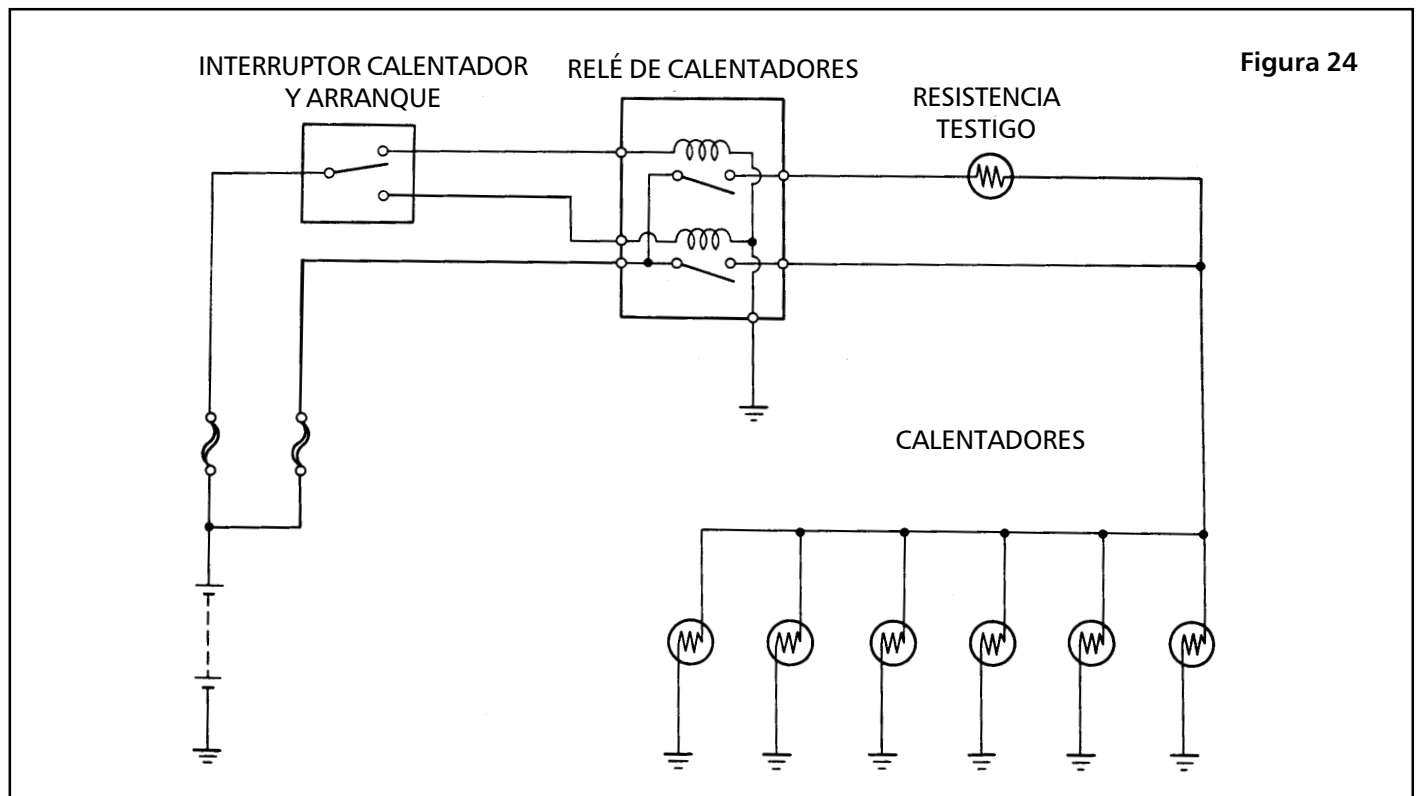 Figura 24
INTERRUPTOR CALENTADOR
Y ARRANQUE
RELÉ DE CALENTADORES
RESISTENCIA
TESTIGO
CALENTADORES